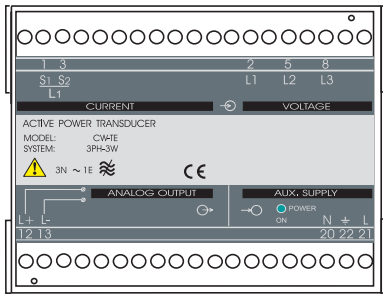 1 3 2 5 8
S1 S2 L1 L2 L3
L1
CURRENT VOLTAGE
ACTIVE POWER TRANSDUCER
MODEL: CW-TE
SYSTEM: 3PH-3W
3N ~ 1E CE
ANALOG OUTPUT AUX. SUPPLY
POWER
L+ L- ON N L
12 13 20 22 21